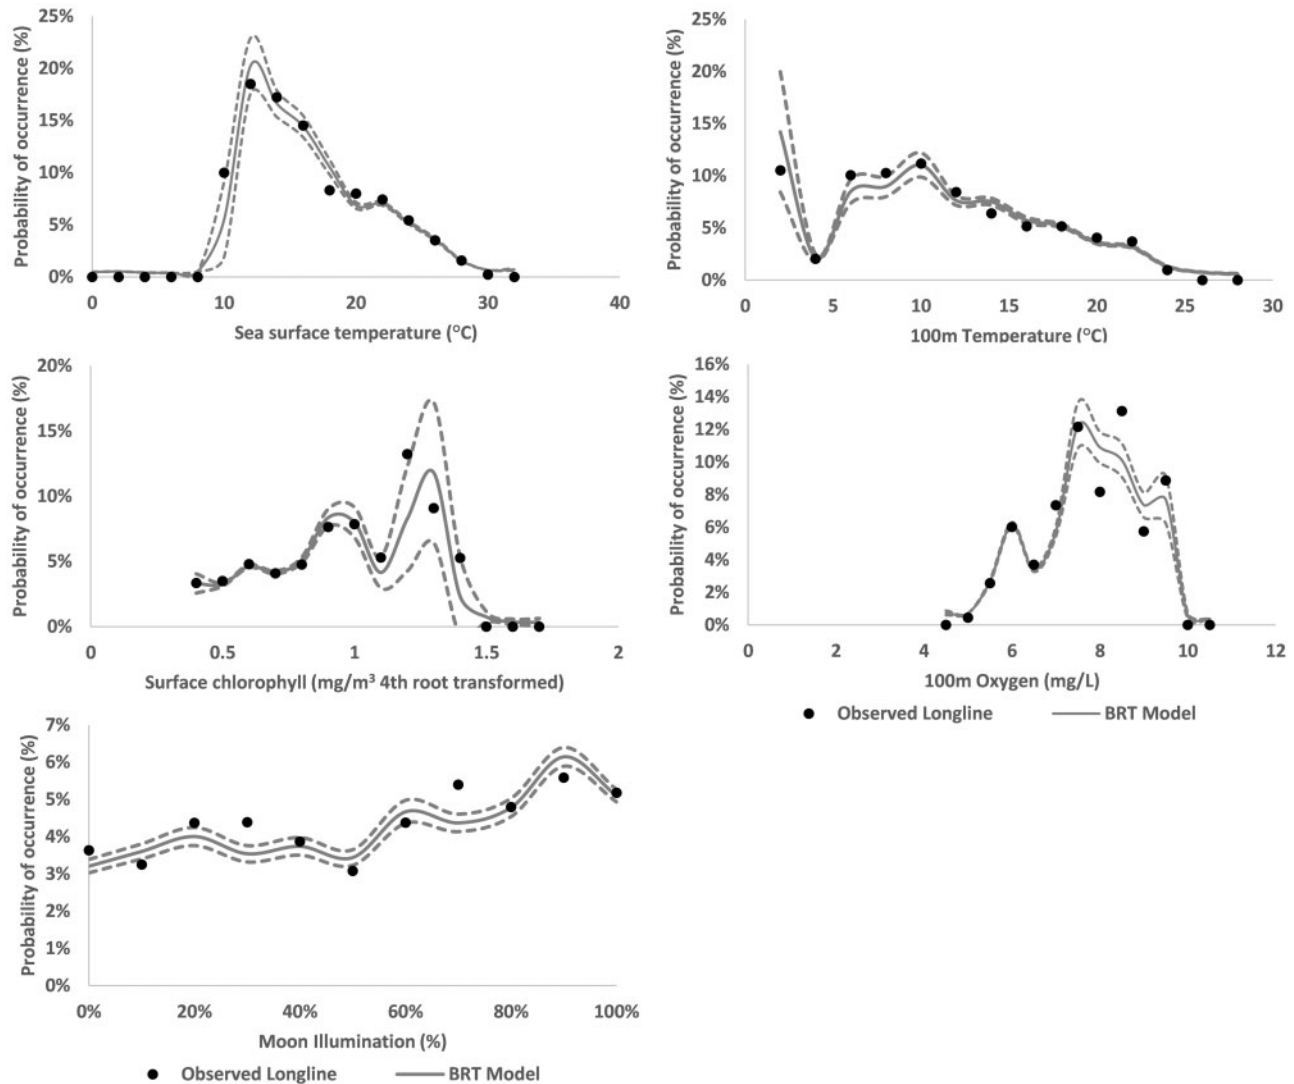 25%
20%
15%
10%
5%
0%
Probability of occurrence (%)
0 10 20 30 40
Sea surface temperature (°C)
25%
20%
15%
10%
5%
0%
Probability of occurrence (%)
0 5 10 15 20 25 30
100m Temperature (°C)
20%
15%
10%
5%
0%
Probability of occurrence (%)
0 0.5 1 1.5 2
Surface chlorophyll (mg/m³ 4th root transformed)
16%
14%
12%
10%
8%
6%
4%
2%
0%
Probability of occurrence (%)
0 2 4 6 8 10 12
100m Oxygen (mg/L)
Observed Longline BRT Model
7%
6%
5%
4%
3%
2%
1%
0%
Probability of occurrence (%)
0% 20% 40% 60% 80% 100%
Moon Illumination (%)
Observed Longline BRT Model